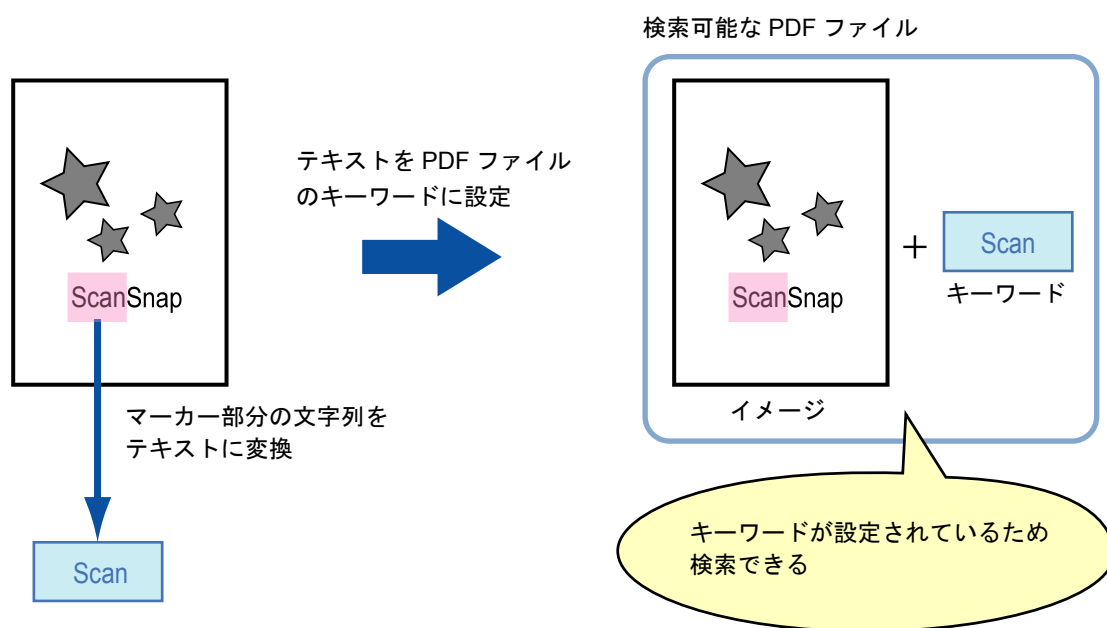 検索可能な PDF ファイル
テキストを PDF ファイル
のキーワードに設定
ScanSnap
マーカー部分の文字列を
テキストに変換
Scan
ScanSnap
イメージ
+
Scan
キーワード
キーワードが設定されているため
検索できる